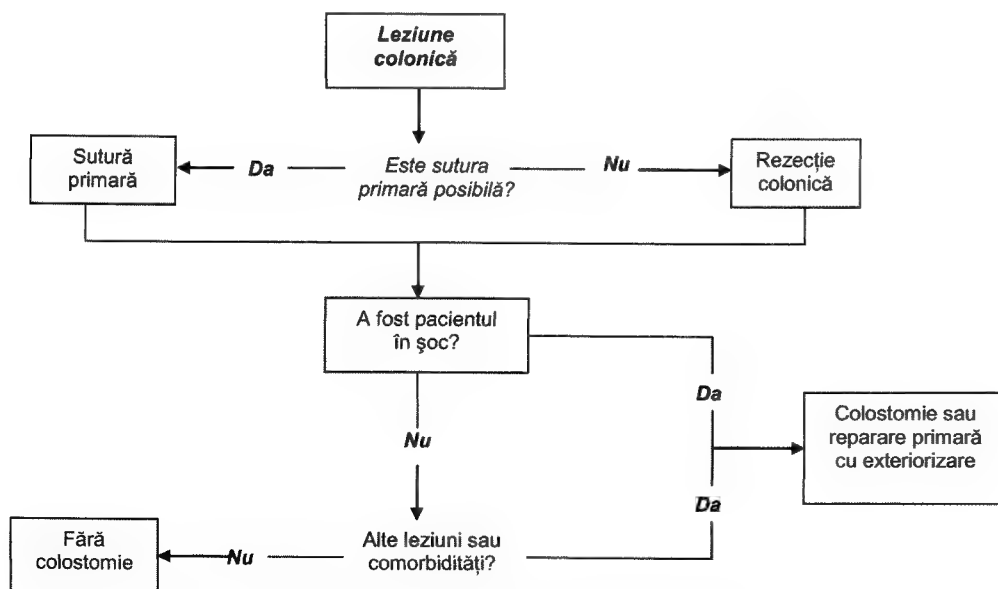 Leziune
colonică
Sutură
primară
Da
Este sutura
primară posibilă?
Nu
Rezecție
colonică
A fost pacientul
în şoc?
Da
Nu
Colostomie sau
reparare primară
cu exteriorizare
Da
Fără
colostomie
Nu
Alte leziuni sau
comorbidități?